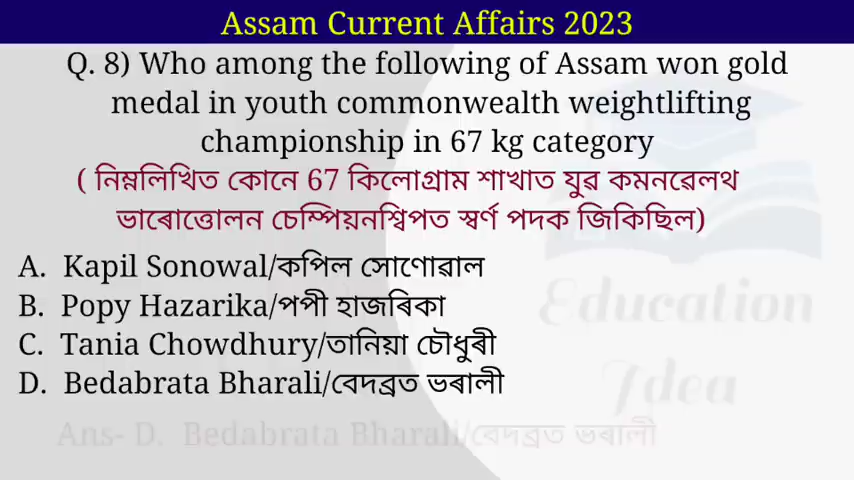 Assam Current Affairs 2023
Q. 8) Who among the following of Assam won gold
medal in youth commonwealth weightlifting
championship in 67 kg category
( নিম্নলিখিত কোনে 67 কিলোগ্ৰাম শাখাত যুৱ কমনৱেলথ
ভাৰোত্তোলন চেম্পিয়নশ্বিপত স্বৰ্ণ পদক জিকিছিল)
A. Kapil Sonowal/কপিল সোণোৱাল
B. Popy Hazarika/পপী হাজৰিকা
C. Tania Chowdhury/তানিয়া চৌধুৰী
D. Bedabrata Bharali/বেদব্ৰত ভৰালী
Ans- D. Bedabrata Bharali/বেদব্ৰত ভৰালী
Education
Idea